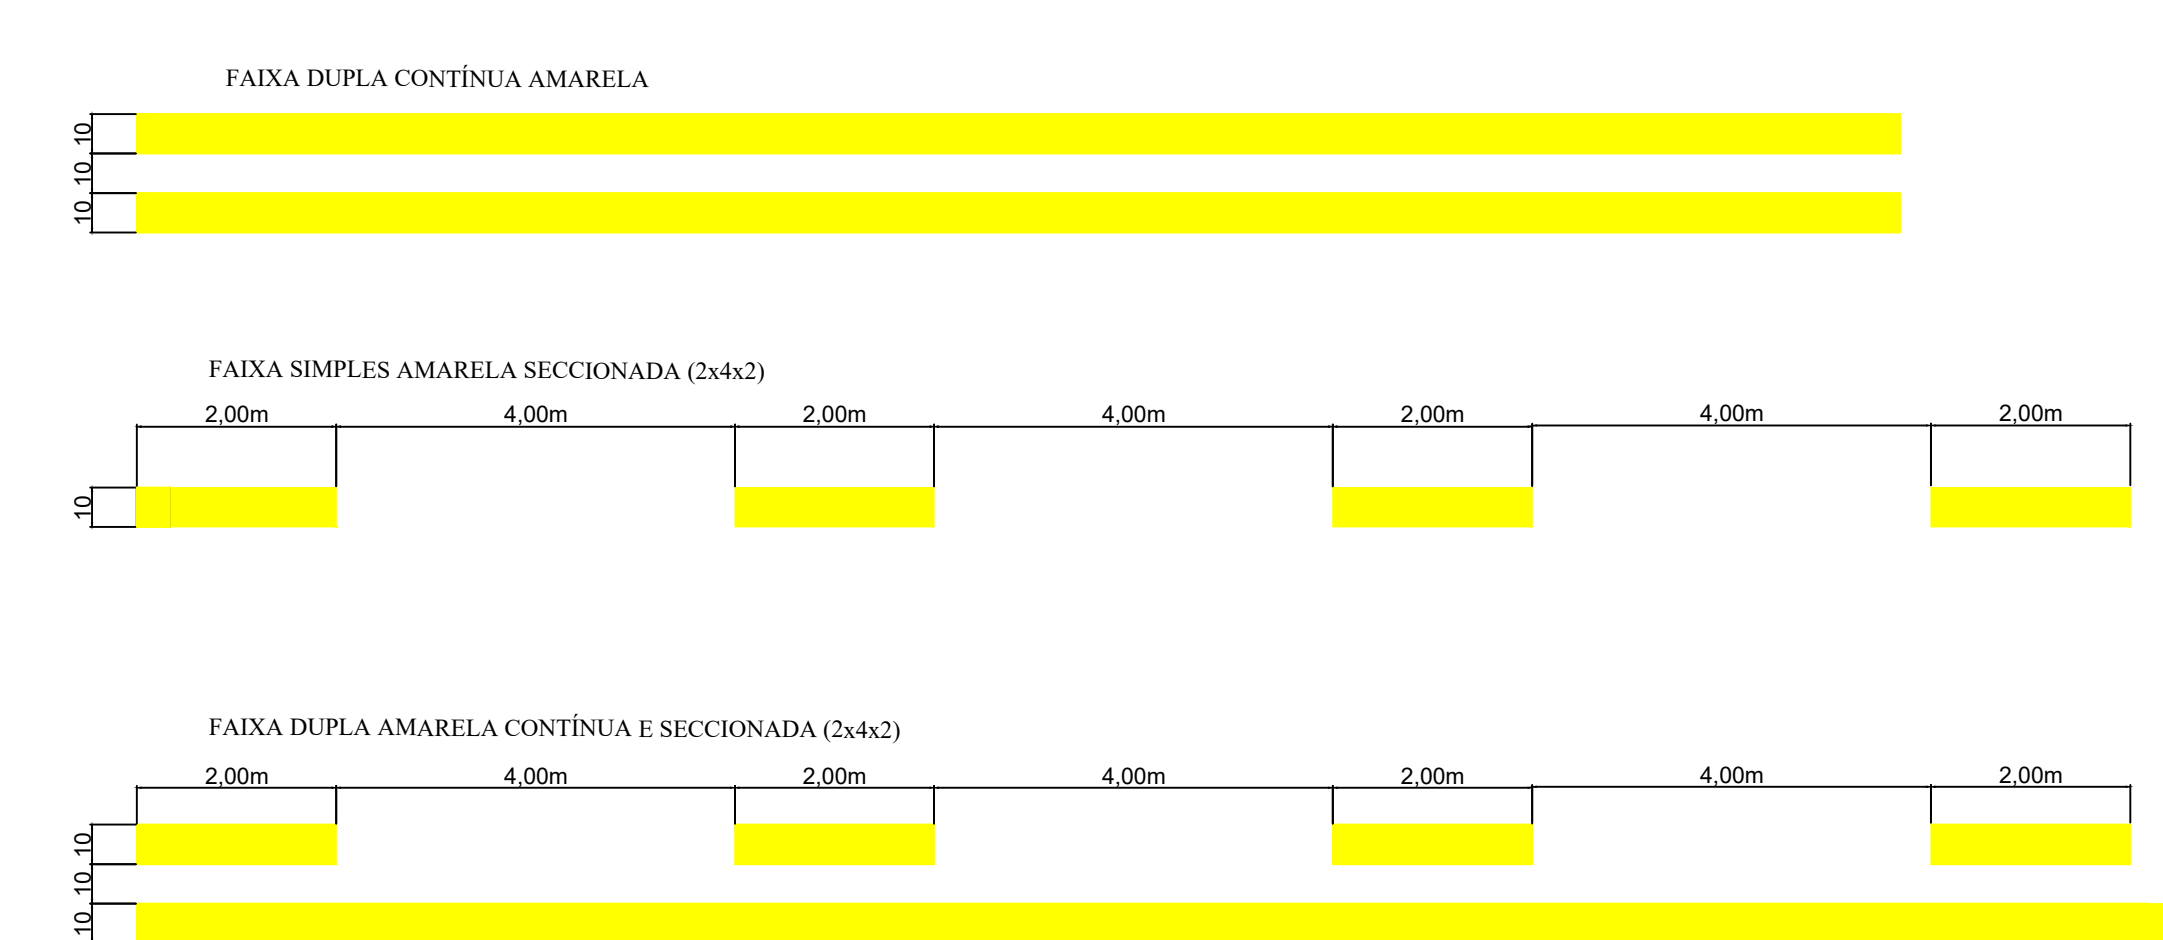 FAIXA DUPLA CONTÍNUA AMARELA
10
10
10
FAIXA SIMPLES AMARELA SECCIONADA (2x4x2)
2,00m 4,00m 2,00m 4,00m 2,00m 4,00m 2,00m
10
FAIXA DUPLA AMARELA CONTÍNUA E SECCIONADA (2x4x2)
2,00m 4,00m 2,00m 4,00m 2,00m 4,00m 2,00m
10
10
10